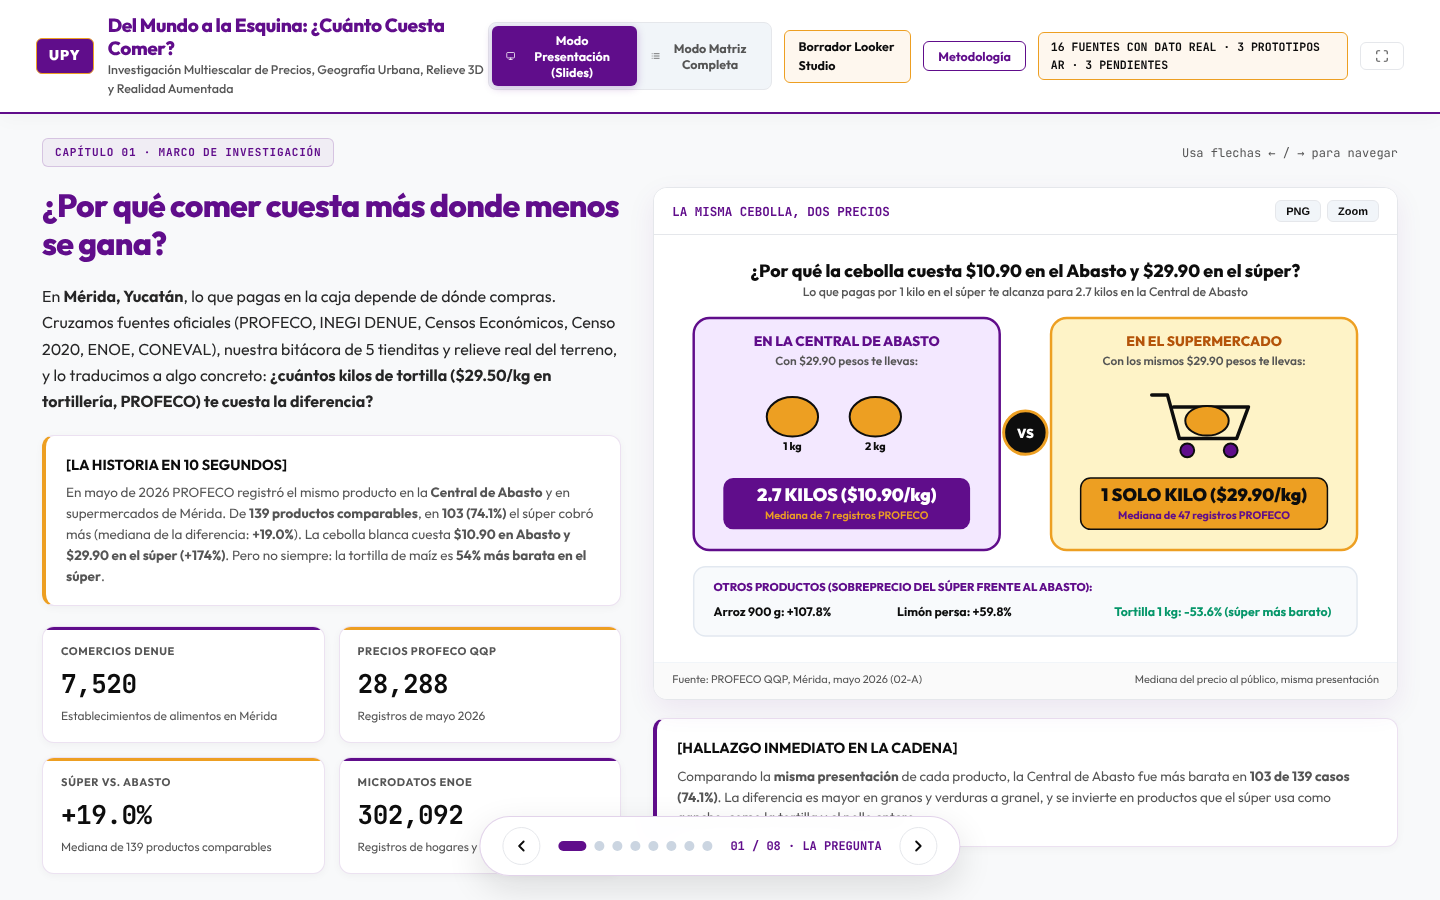 UPY
Del Mundo a la Esquina: ¿Cuánto Cuesta
Comer?
Investigación Multiescalar de Precios, Geografía Urbana, Relieve 3D
y Realidad Aumentada
Modo
Presentación
(Slides)
Modo Matriz
Completa
Borrador Looker
Studio
Metodología
16 FUENTES CON DATO REAL · 3 PROTOTIPOS
AR · 3 PENDIENTES
CAPÍTULO 01 · MARCO DE INVESTIGACIÓN
Usa flechas ← / → para navegar
¿Por qué comer cuesta más donde menos
se gana?
En Mérida, Yucatán, lo que pagas en la caja depende de dónde compras.
Cruzamos fuentes oficiales (PROFECO, INEGI DENUE, Censos Económicos, Censo
2020, ENOE, CONEVAL), nuestra bitácora de 5 tienditas y relieve real del terreno,
y lo traducimos a algo concreto: ¿cuántos kilos de tortilla ($29.50/kg en
tortillería, PROFECO) te cuesta la diferencia?
[LA HISTORIA EN 10 SEGUNDOS]
En mayo de 2026 PROFECO registró el mismo producto en la Central de Abasto y en
supermercados de Mérida. De 139 productos comparables, en 103 (74.1%) el súper cobró
más (mediana de la diferencia: +19.0%). La cebolla blanca cuesta $10.90 en Abasto y
$29.90 en el súper (+174%). Pero no siempre: la tortilla de maíz es 54% más barata en el
súper.
COMERCIOS DENUE
7,520
Establecimientos de alimentos en Mérida
PRECIOS PROFECO QQP
28,288
Registros de mayo 2026
SÚPER VS. ABASTO
+19.0%
Mediana de 139 productos comparables
MICRODATOS ENOE
302,092
Registros de hogares y
LA MISMA CEBOLLA, DOS PRECIOS
PNG
Zoom
¿Por qué la cebolla cuesta $10.90 en el Abasto y $29.90 en el súper?
Lo que pagas por 1 kilo en el súper te alcanza para 2.7 kilos en la Central de Abasto
EN LA CENTRAL DE ABASTO
Con $29.90 pesos te llevas:
1 kg
2 kg
2.7 KILOS ($10.90/kg)
Mediana de 7 registros PROFECO
VS
EN EL SUPERMERCADO
Con los mismos $29.90 pesos te llevas:
1 SOLO KILO ($29.90/kg)
Mediana de 47 registros PROFECO
OTROS PRODUCTOS (SOBREPRECIO DEL SÚPER FRENTE AL ABASTO):
Arroz 900 g: +107.8%
Limón persa: +59.8%
Tortilla 1 kg: -53.6% (súper más barato)
Fuente: PROFECO QQP, Mérida, mayo 2026 (02-A)
Mediana del precio al público, misma presentación
[HALLAZGO INMEDIATO EN LA CADENA]
Comparando la misma presentación de cada producto, la Central de Abasto fue más barata en 103 de 139 casos
(74.1%). La diferencia es mayor en granos y verduras a granel, y se invierte en productos que el súper usa como
01 / 08 · LA PREGUNTA